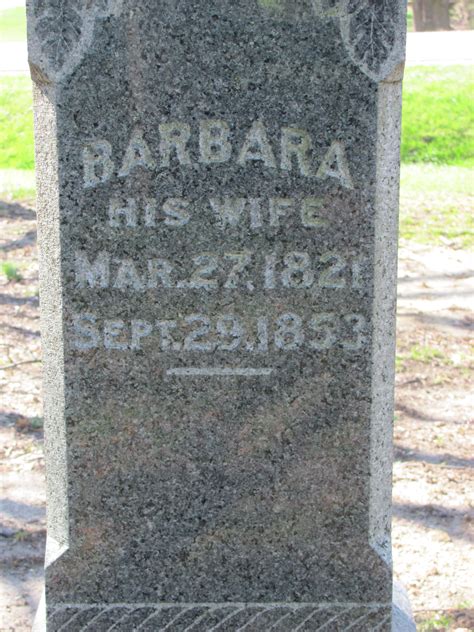 BARBARA
HIS WIFE
MAR. 27, 1821
SEPT. 29, 1853